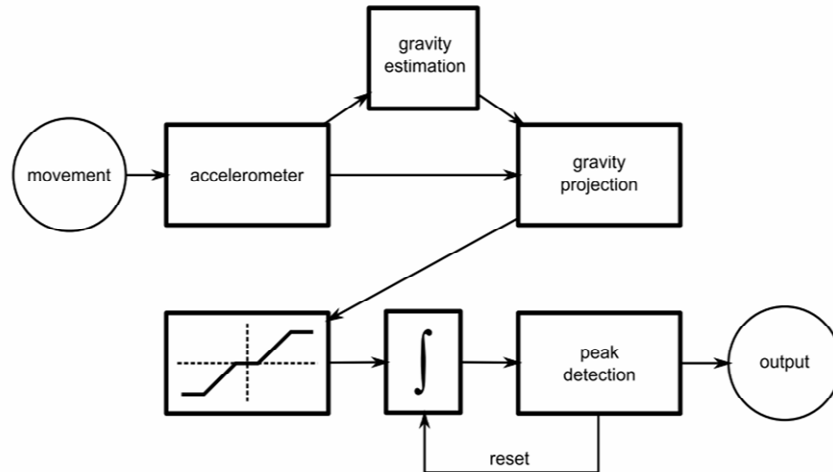 gravity
estimation
movement
accelerometer
gravity
projection
∫
peak
detection
output
reset